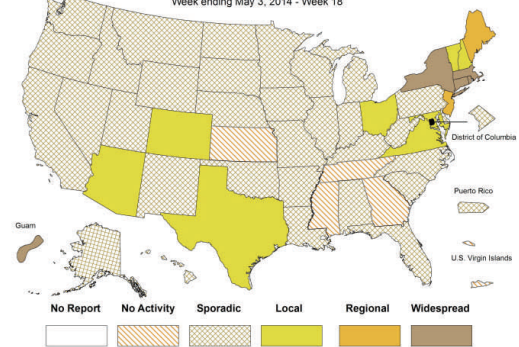 Week ending May 3, 2014 - Week 18
District of Columbia
Puerto Rico
Guam
U.S. Virgin Islands
No Report No Activity Sporadic Local Regional Widespread